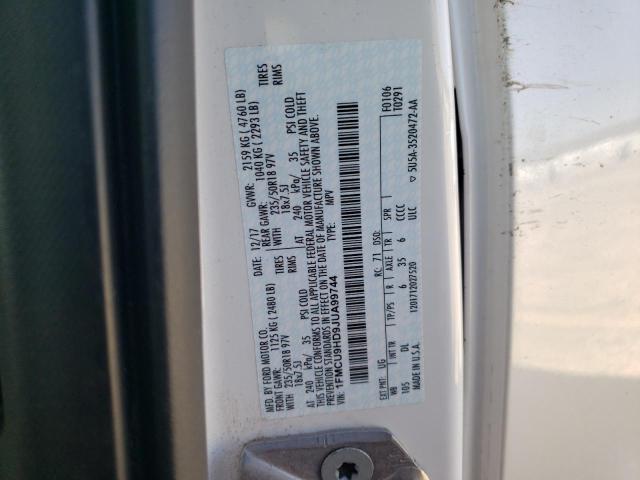 MFD. BY FORD MOTOR CO.
DATE: 12/17 GVWR: 2159 KG ( 4760 LB)
FRONT GAWR: 1125 KG ( 2480 LB) REAR GAWR: 1040 KG ( 2293 LB)
235/50R18 97V TIRES WITH 235/50R18 97V TIRES
18x7.5J RIMS 18x7.5J RIMS
AT 240 kPa/ 35 PSI COLD AT 240 kPa/ 35 PSI COLD
THIS VEHICLE CONFORMS TO ALL APPLICABLE FEDERAL MOTOR VEHICLE SAFETY AND THEFT
PREVENTION STANDARDS IN EFFECT ON THE DATE OF MANUFACTURE SHOWN ABOVE.
VIN: 1FMCU9HD9JUA99744 TYPE: MPV
F0106
T0291
EXT PNT: UG RC: 71 DSO:
WB INT TR TP/PS R AXLE TR SPR
105 DL 6 35 6 CCCC
MADE IN U.S.A. 1201712027520 ULC
▽ 5U5A-3520472-AA